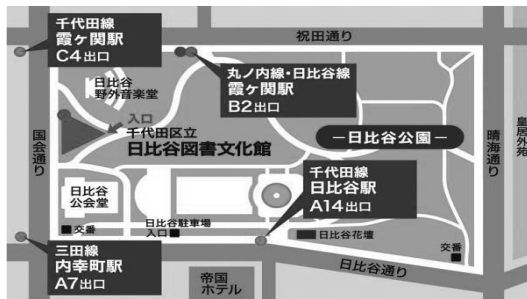 千代田線
霞ヶ関駅
C4出口
祝田通り
日比谷
野外音楽堂
丸ノ内線・日比谷線
霞ヶ関駅
B2出口
入口
千代田区立
日比谷図書文化館
ー日比谷公園ー
国会通り
晴海通り
皇居外苑
千代田線
日比谷駅
A14出口
日比谷
公会堂
交番
日比谷駐車場
入口
日比谷花壇
交番
三田線
内幸町駅
A7出口
日比谷通り
帝国
ホテル